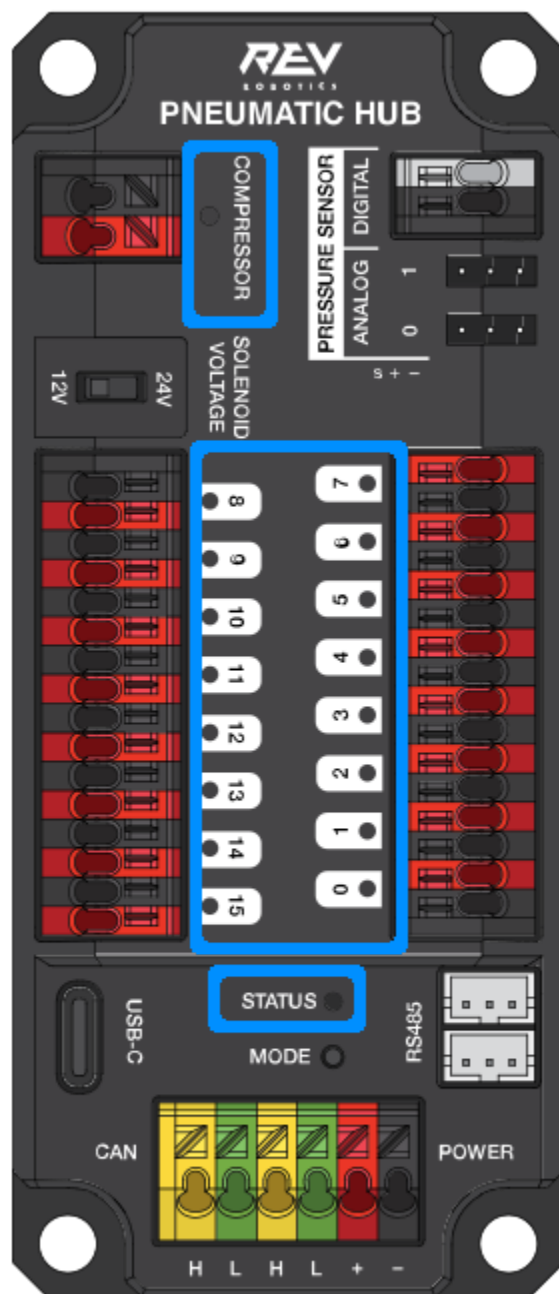 REV
ROBOTICS
PNEUMATIC HUB
COMPRESSOR
PRESSURE SENSOR
DIGITAL
ANALOG
1
0
S + -
SOLENOID
VOLTAGE
12V
24V
7
8
6
9
5
10
4
11
3
12
2
13
1
14
0
15
STATUS
MODE
USB-C
RS485
CAN
POWER
H L H L + -